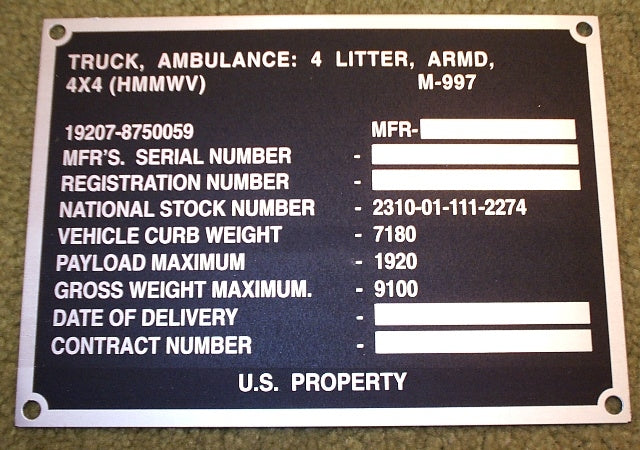 TRUCK, AMBULANCE: 4 LITTER, ARMD,
4X4 (HMMWV) M-997
19207-8750059 MFR-
MFR'S. SERIAL NUMBER -
REGISTRATION NUMBER -
NATIONAL STOCK NUMBER - 2310-01-111-2274
VEHICLE CURB WEIGHT - 7180
PAYLOAD MAXIMUM - 1920
GROSS WEIGHT MAXIMUM. - 9100
DATE OF DELIVERY -
CONTRACT NUMBER -
U.S. PROPERTY